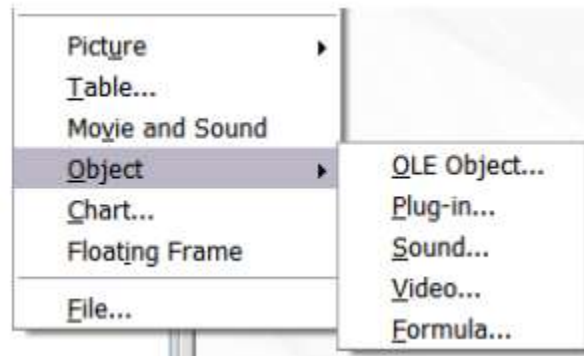 Picture
Table...
Movie and Sound
Object
Chart...
Floating Frame
File...
OLE Object...
Plug-in...
Sound...
Video...
Formula...